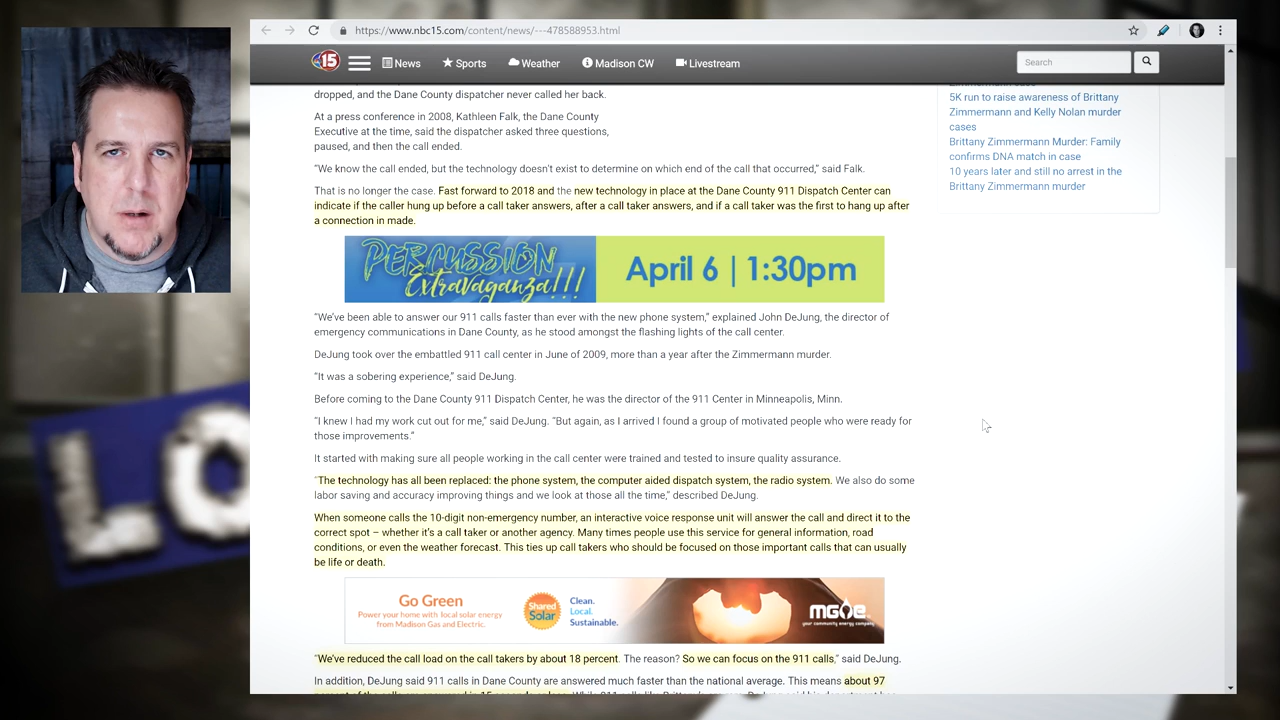 https://www.nbc15.com/content/news/---478588953.html
15
News
Sports
Weather
Madison CW
Livestream
Search
dropped, and the Dane County dispatcher never called her back.
At a press conference in 2008, Kathleen Falk, the Dane County
Executive at the time, said the dispatcher asked three questions,
paused, and then the call ended.
“We know the call ended, but the technology doesn't exist to determine on which end of the call that occurred,” said Falk.
That is no longer the case. Fast forward to 2018 and the new technology in place at the Dane County 911 Dispatch Center can
indicate if the caller hung up before a call taker answers, after a call taker answers, and if a call taker was the first to hang up after
a connection in made.
PERCUSSION
Extravaganza!!!
April 6 | 1:30pm
“We’ve been able to answer our 911 calls faster than ever with the new phone system,” explained John DeJung, the director of
emergency communications in Dane County, as he stood amongst the flashing lights of the call center.
DeJung took over the embattled 911 call center in June of 2009, more than a year after the Zimmermann murder.
“It was a sobering experience,” said DeJung.
Before coming to the Dane County 911 Dispatch Center, he was the director of the 911 Center in Minneapolis, Minn.
“I knew I had my work cut out for me,” said DeJung. “But again, as I arrived I found a group of motivated people who were ready for
those improvements.”
It started with making sure all people working in the call center were trained and tested to insure quality assurance.
“The technology has all been replaced: the phone system, the computer aided dispatch system, the radio system. We also do some
labor saving and accuracy improving things and we look at those all the time,” described DeJung.
When someone calls the 10-digit non-emergency number, an interactive voice response unit will answer the call and direct it to the
correct spot – whether it’s a call taker or another agency. Many times people use this service for general information, road
conditions, or even the weather forecast. This ties up call takers who should be focused on those important calls that can usually
be life or death.
Go Green
Power your home with local solar energy
from Madison Gas and Electric.
Shared
Solar
Clean.
Local.
Sustainable.
mge
your community energy company
“We’ve reduced the call load on the call takers by about 18 percent. The reason? So we can focus on the 911 calls,” said DeJung.
In addition, DeJung said 911 calls in Dane County are answered much faster than the national average. This means about 97
5K run to raise awareness of Brittany
Zimmermann and Kelly Nolan murder
cases
Brittany Zimmermann Murder: Family
confirms DNA match in case
10 years later and still no arrest in the
Brittany Zimmermann murder
LO